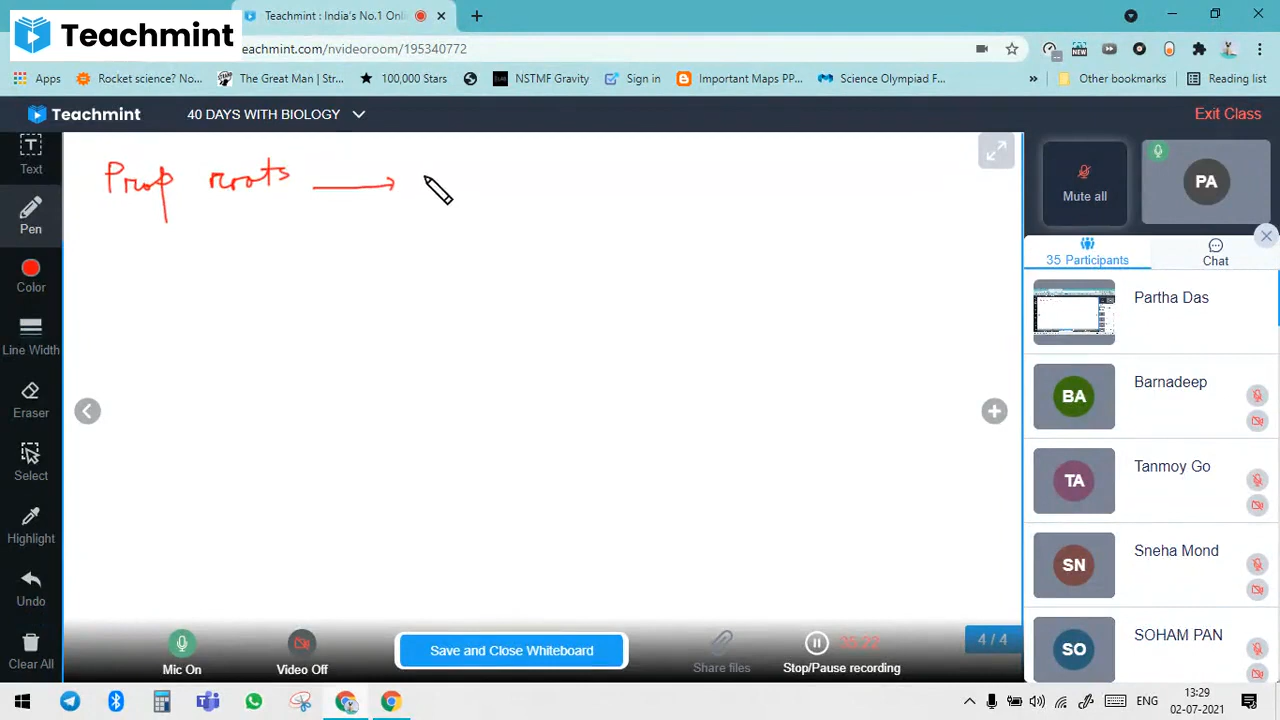 Teachmint : India's No.1 Onli
Teachmint
eachmint.com/nvideoroom/195340772
NEW
Apps
Rocket science? No...
The Great Man | Str...
100,000 Stars
NSTMF Gravity
Sign in
Important Maps PP...
Science Olympiad F...
»
Other bookmarks
Reading list
Teachmint
40 DAYS WITH BIOLOGY
Exit Class
Text
Pen
Color
Line Width
Eraser
Select
Highlight
Undo
Clear All
Prop roots →
Mute all
PA
35 Participants
Chat
Partha Das
BA
Barnadeep
TA
Tanmoy Go
SN
Sneha Mond
SO
SOHAM PAN
Mic On
Video Off
Save and Close Whiteboard
Share files
Stop/Pause recording
4 / 4
ENG
13:29
02-07-2021